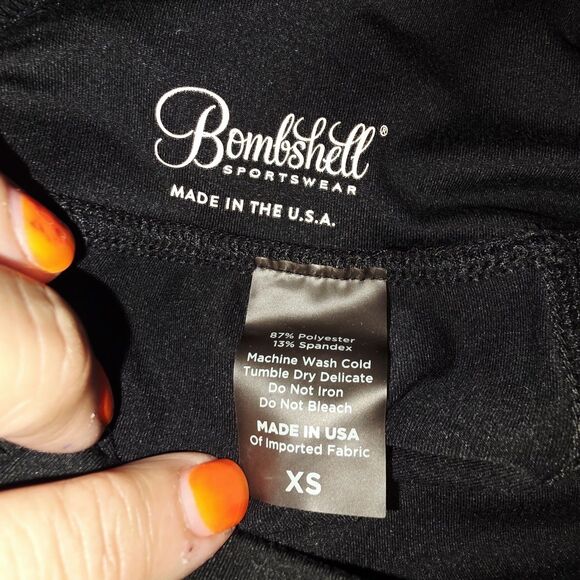 Bombshell®
SPORTSWEAR
MADE IN THE U.S.A.
87% Polyester
13% Spandex
Machine Wash Cold
Tumble Dry Delicate
Do Not Iron
Do Not Bleach
MADE IN USA
Of Imported Fabric
XS